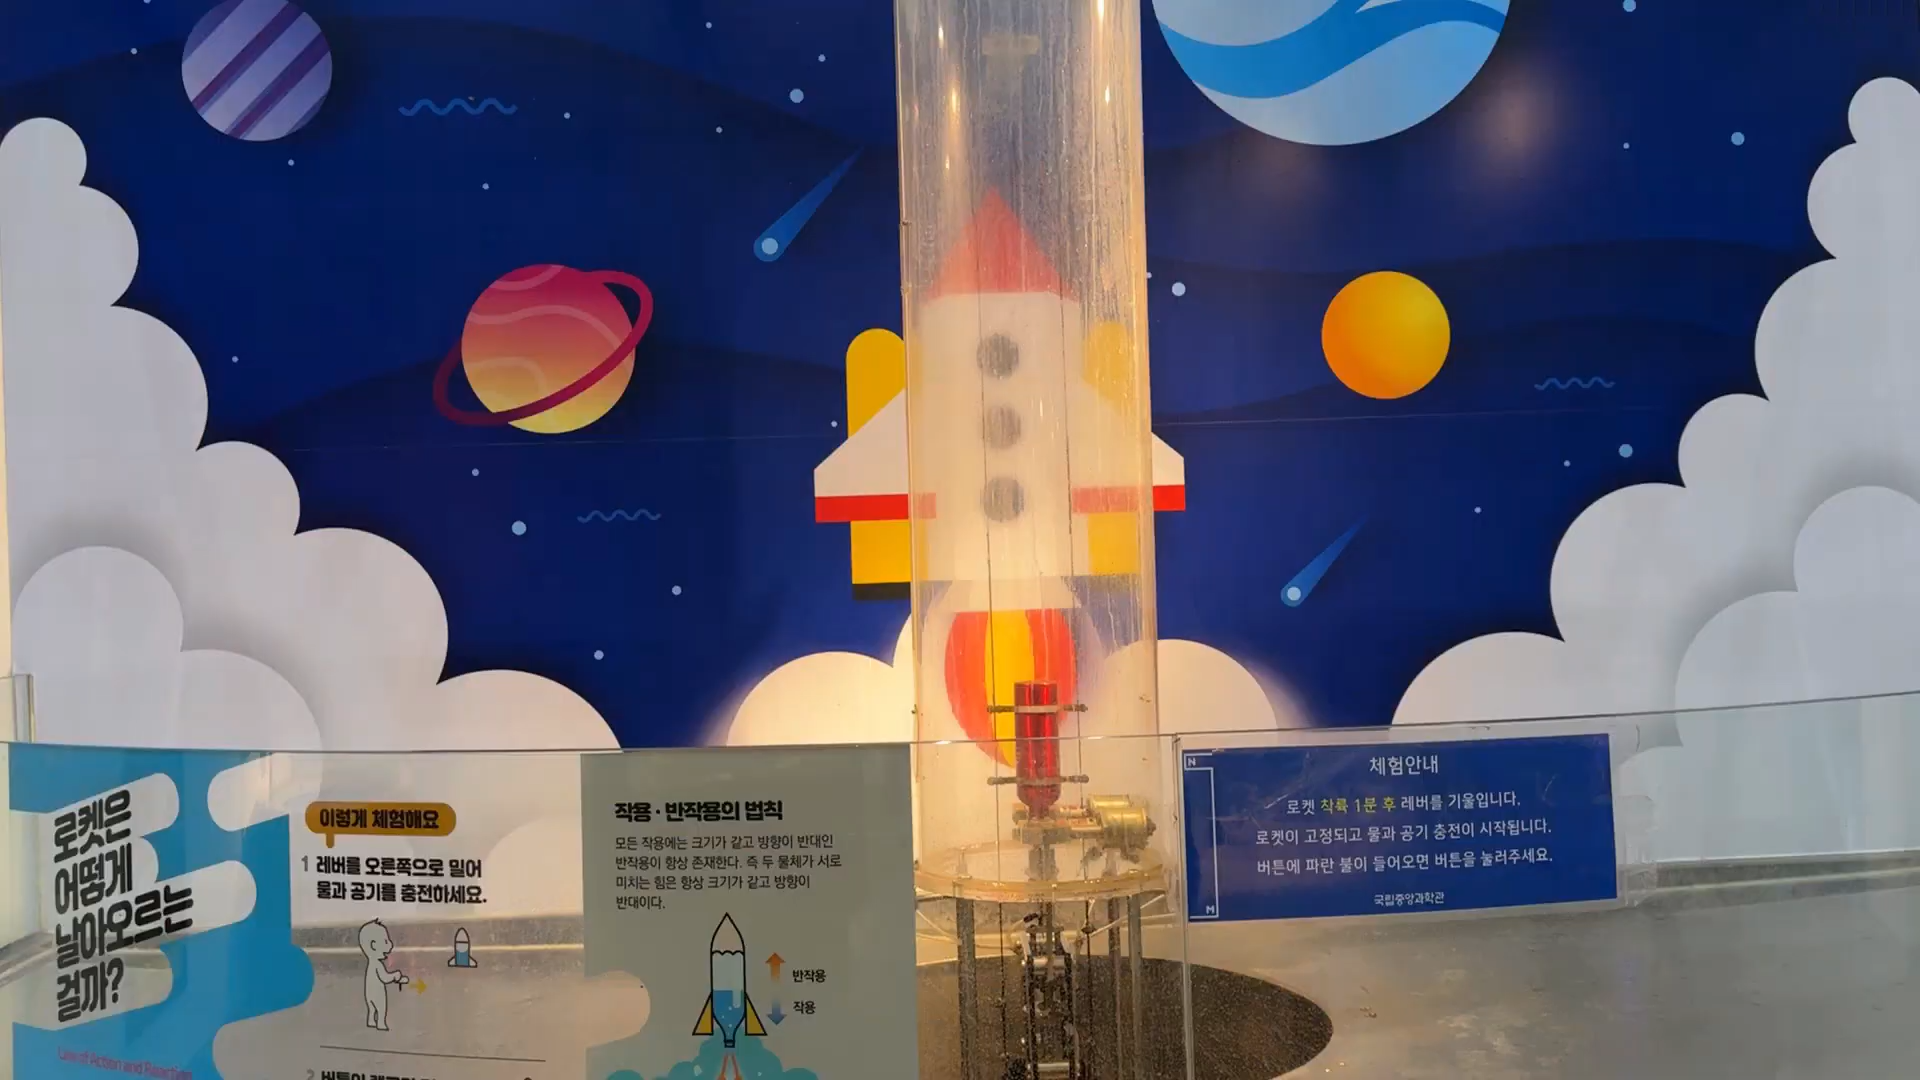 로켓은
어떻게
날아오르는
걸까?
Law of Action and Reaction
이렇게 체험해요
1 레버를 오른쪽으로 밀어
물과 공기를 충전하세요.
2
작용·반작용의 법칙
모든 작용에는 크기가 같고 방향이 반대인
반작용이 항상 존재한다. 즉 두 물체가 서로
미치는 힘은 항상 크기가 같고 방향이
반대이다.
반작용
작용
N
체험안내
로켓 착륙 1분 후 레버를 기울입니다.
로켓이 고정되고 물과 공기 충전이 시작됩니다.
버튼에 파란 불이 들어오면 버튼을 눌러주세요.
국립중앙과학관
M